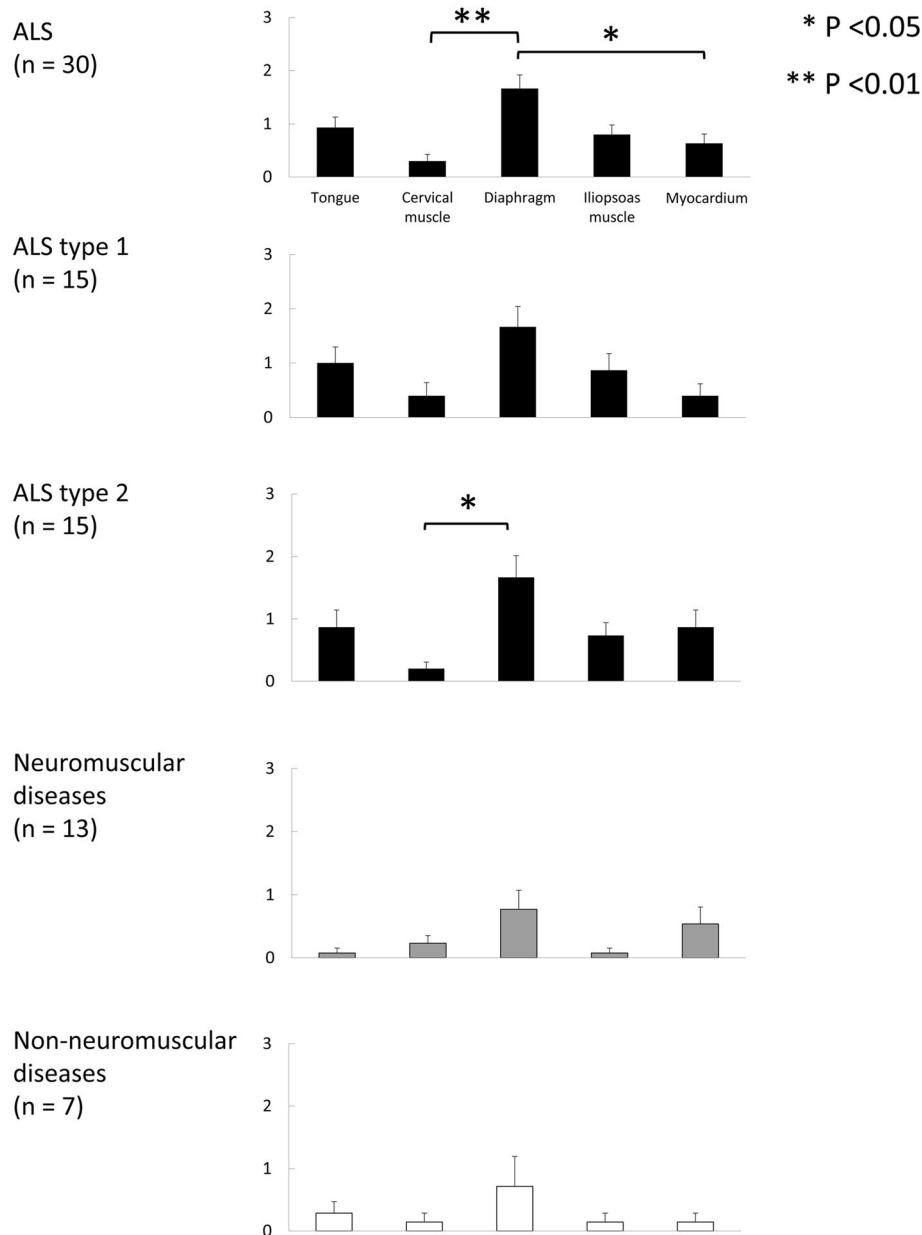 ALS
(n = 30)
* P <0.05
** P <0.01
3
2
1
0
**
*
Tongue
Cervical
muscle
Diaphragm
Iliopsoas
muscle
Myocardium
ALS type 1
(n = 15)
3
2
1
0
ALS type 2
(n = 15)
3
2
1
0
*
Neuromuscular
diseases
(n = 13)
3
2
1
0
Non-neuromuscular
diseases
(n = 7)
3
2
1
0